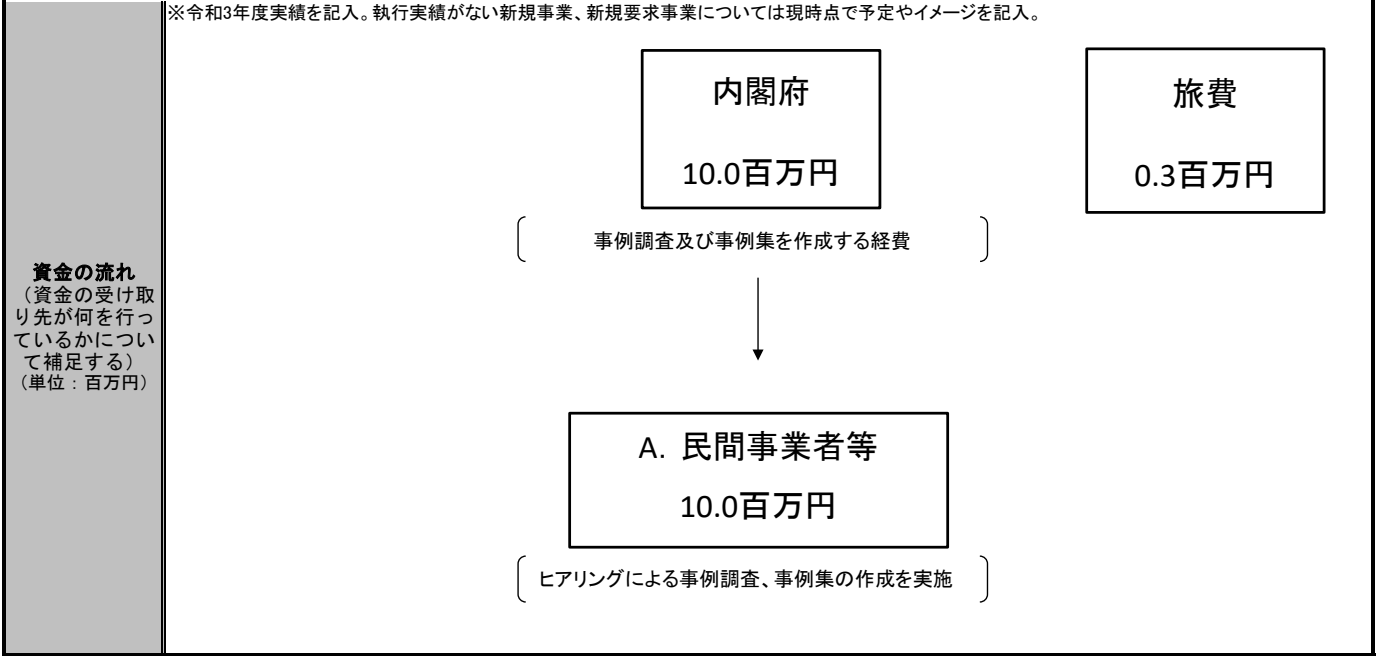 ※令和3年度実績を記入。執行実績がない新規事業、新規要求事業については現時点で予定やイメージを記入。
資金の流れ
（資金の受け取
り先が何を行っ
ているかについ
て補足する）
（単位：百万円）
内閣府
10.0百万円
旅費
0.3百万円
事例調査及び事例集を作成する経費
A. 民間事業者等
10.0百万円
ヒアリングによる事例調査、事例集の作成を実施